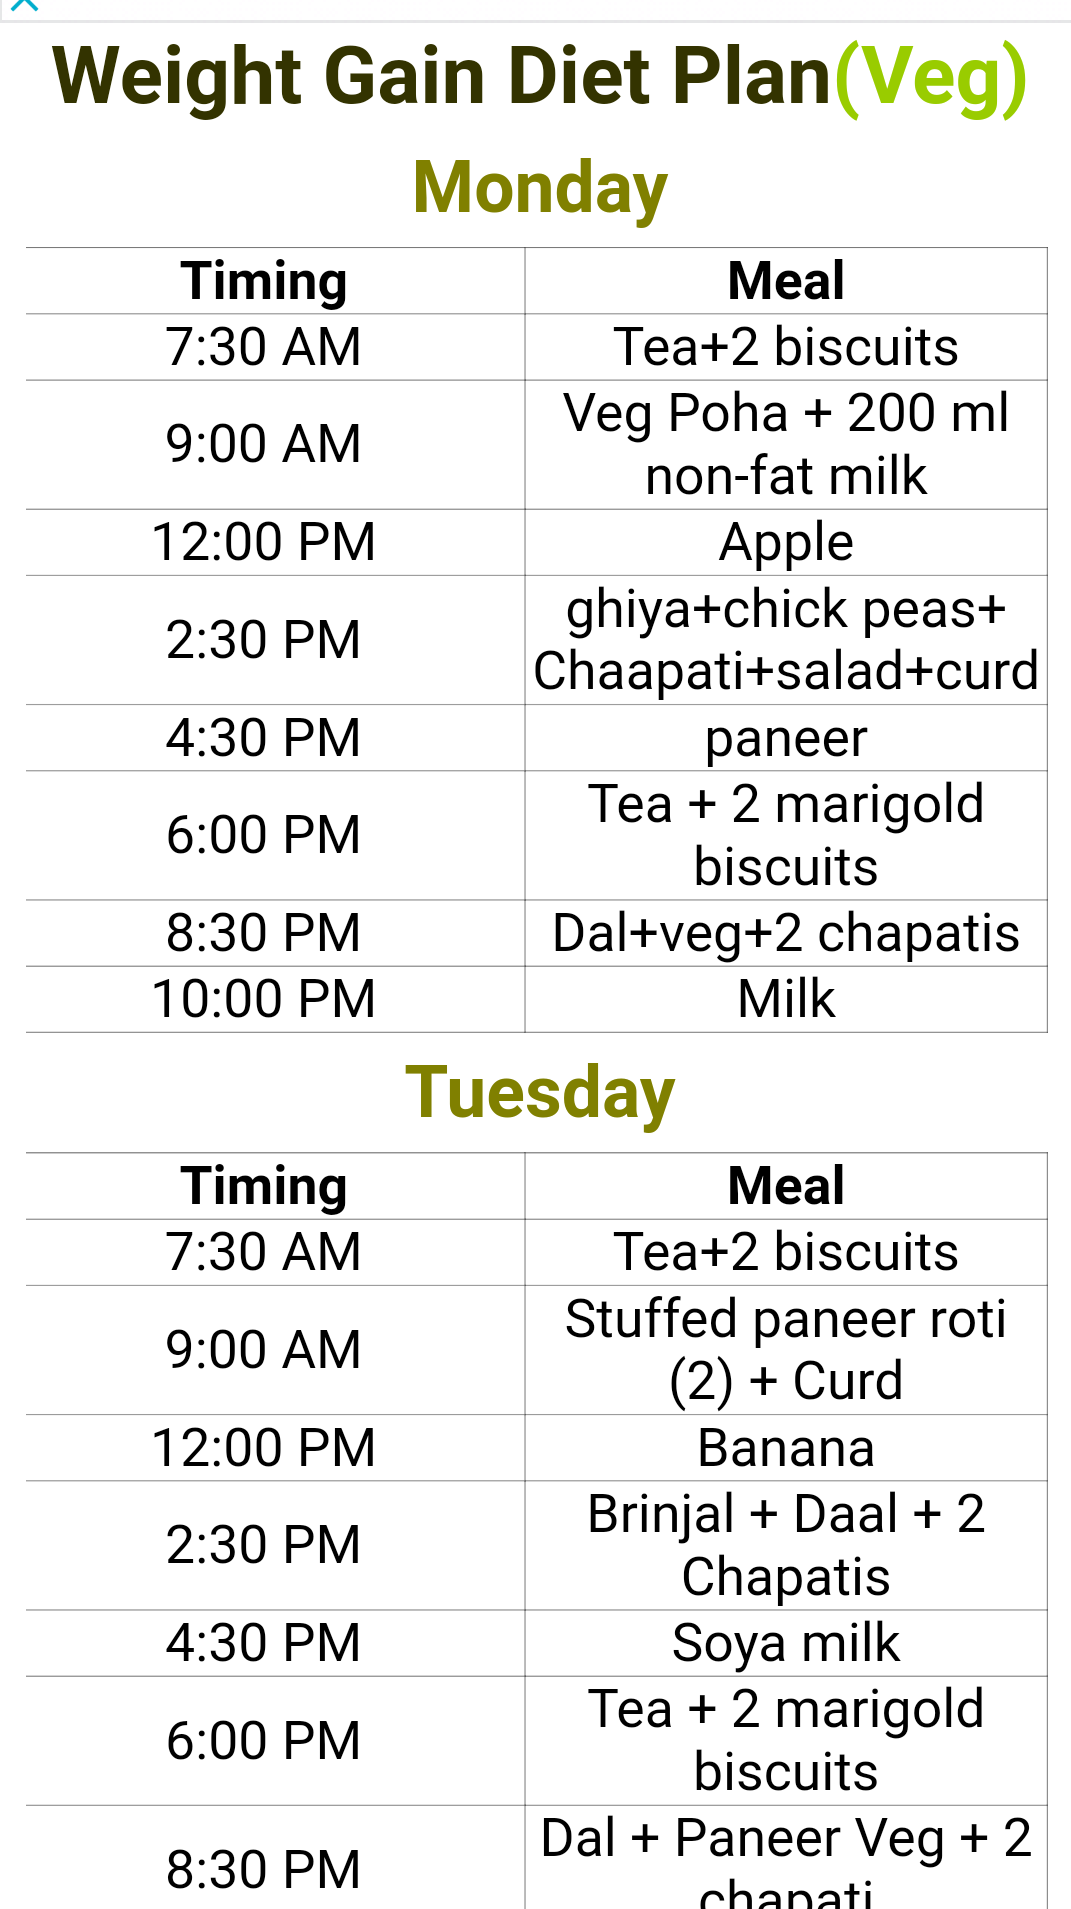 Weight Gain Diet Plan(Veg)
Monday
Timing Meal
7:30 AM Tea+2 biscuits
9:00 AM Veg Poha + 200 ml
non-fat milk
12:00 PM Apple
2:30 PM ghiya+chick peas+
Chaapati+salad+curd
4:30 PM paneer
6:00 PM Tea + 2 marigold
biscuits
8:30 PM Dal+veg+2 chapatis
10:00 PM Milk
Tuesday
Timing Meal
7:30 AM Tea+2 biscuits
9:00 AM Stuffed paneer roti
(2) + Curd
12:00 PM Banana
2:30 PM Brinjal + Daal + 2
Chapatis
4:30 PM Soya milk
6:00 PM Tea + 2 marigold
biscuits
8:30 PM Dal + Paneer Veg + 2
chapati